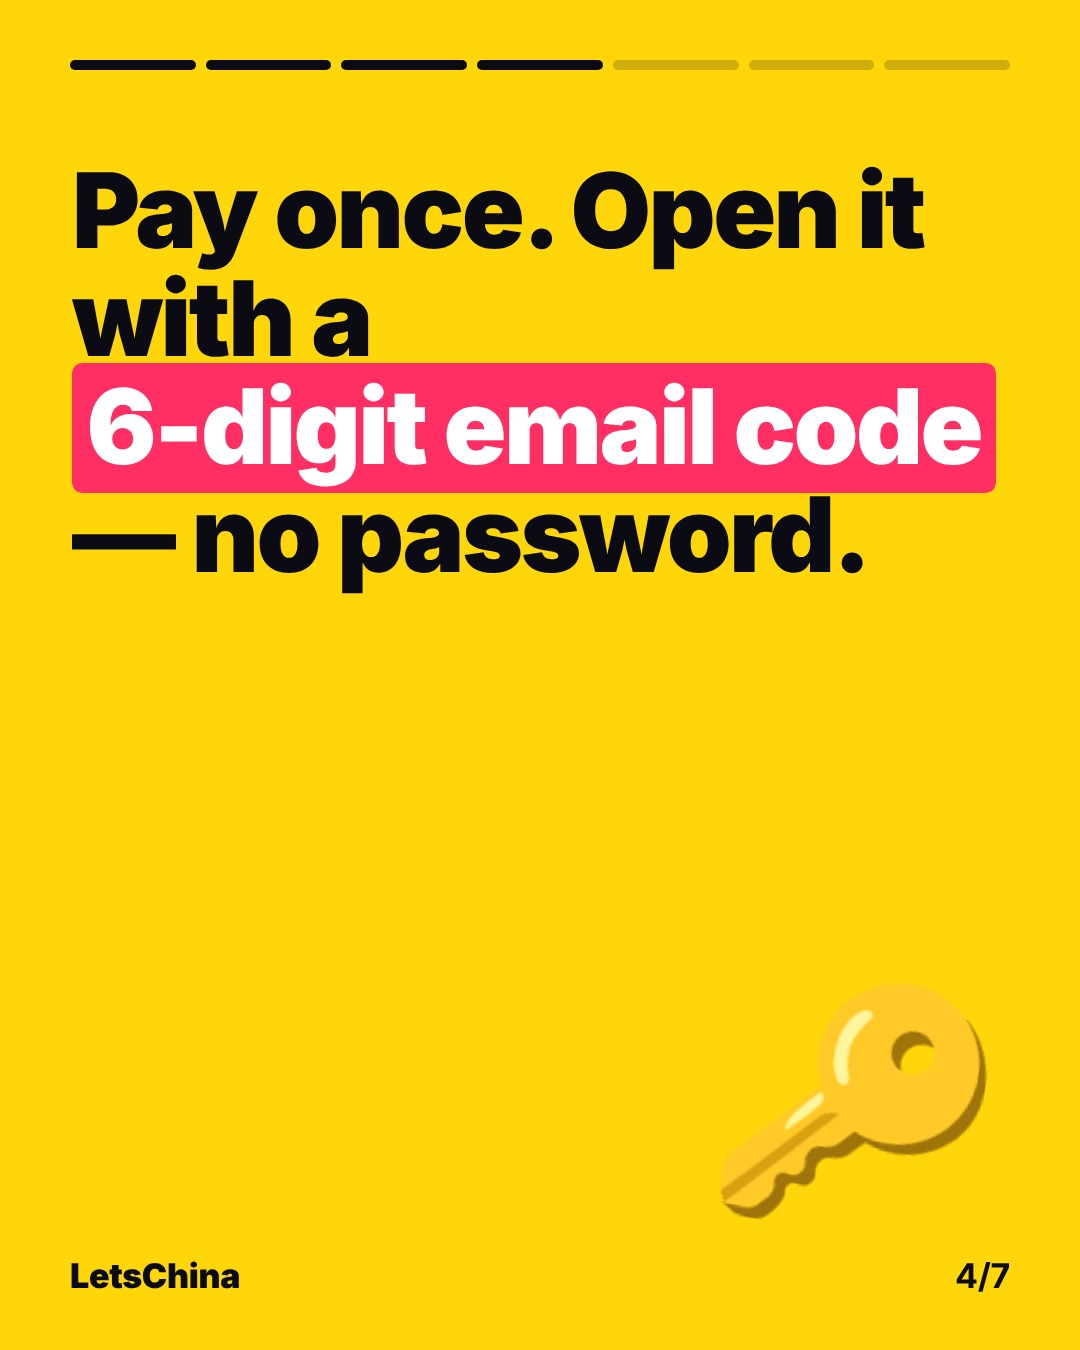 Pay once. Open it
with a
6-digit email code
— no password.
LetsChina
4/7